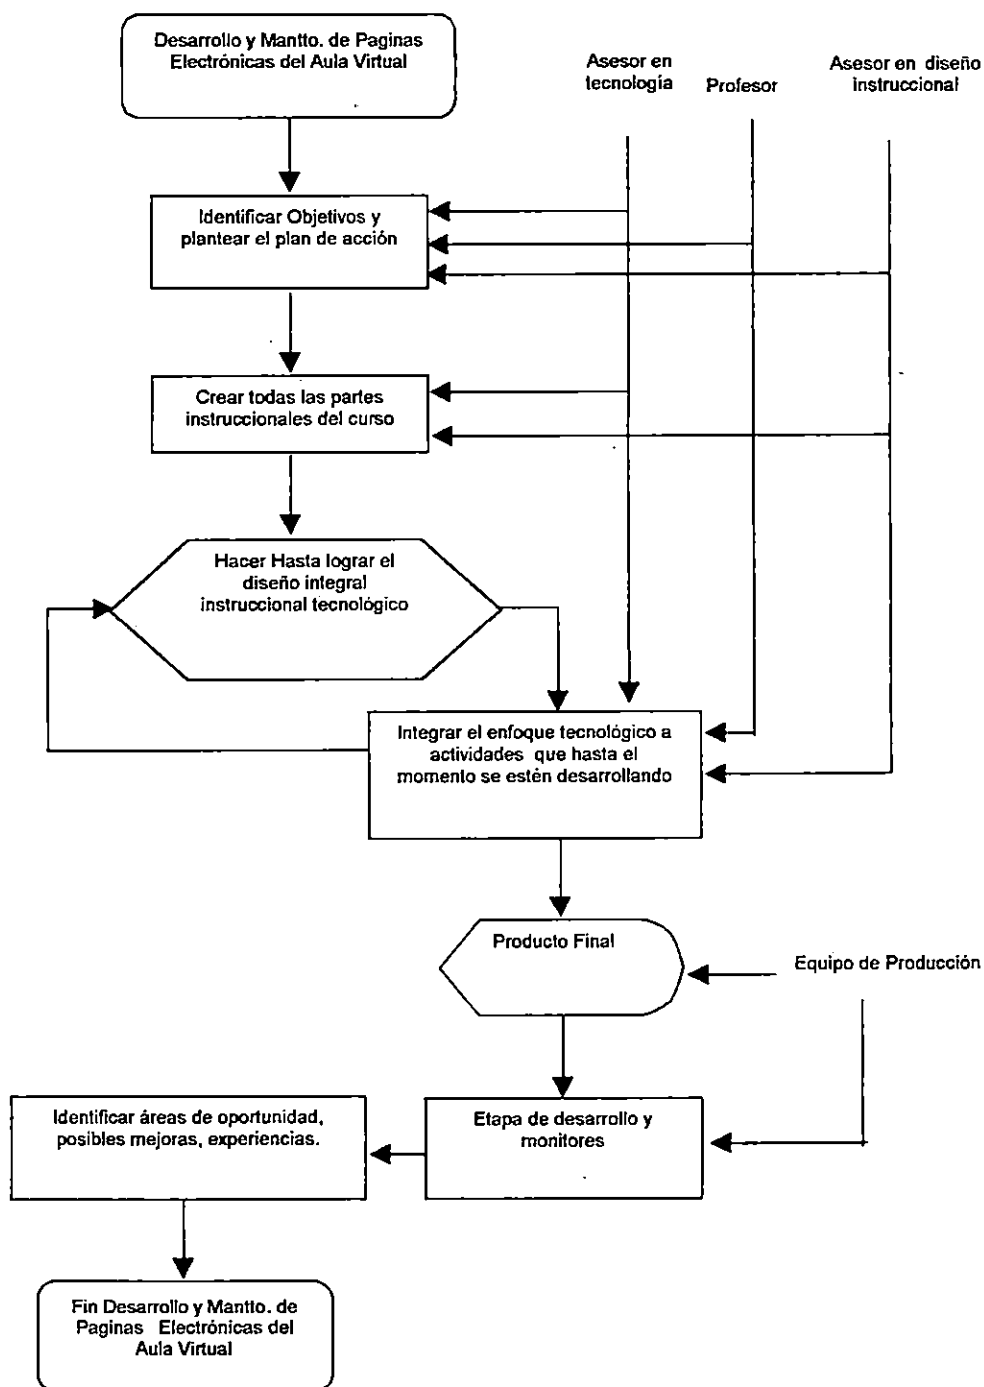 Desarrollo y Mantto. de Paginas
Electrónicas del Aula Virtual
Asesor en
tecnología
Profesor
Asesor en diseño
instruccional
Identificar Objetivos y
plantear el plan de acción
Crear todas las partes
instruccionales del curso
Hacer Hasta lograr el
diseño integral
instruccional tecnológico
Integrar el enfoque tecnológico a
actividades que hasta el
momento se estén desarrollando
Producto Final
Equipo de Producción
Etapa de desarrollo y
monitores
Identificar áreas de oportunidad,
posibles mejoras, experiencias.
Fin Desarrollo y Mantto. de
Paginas Electrónicas del
Aula Virtual